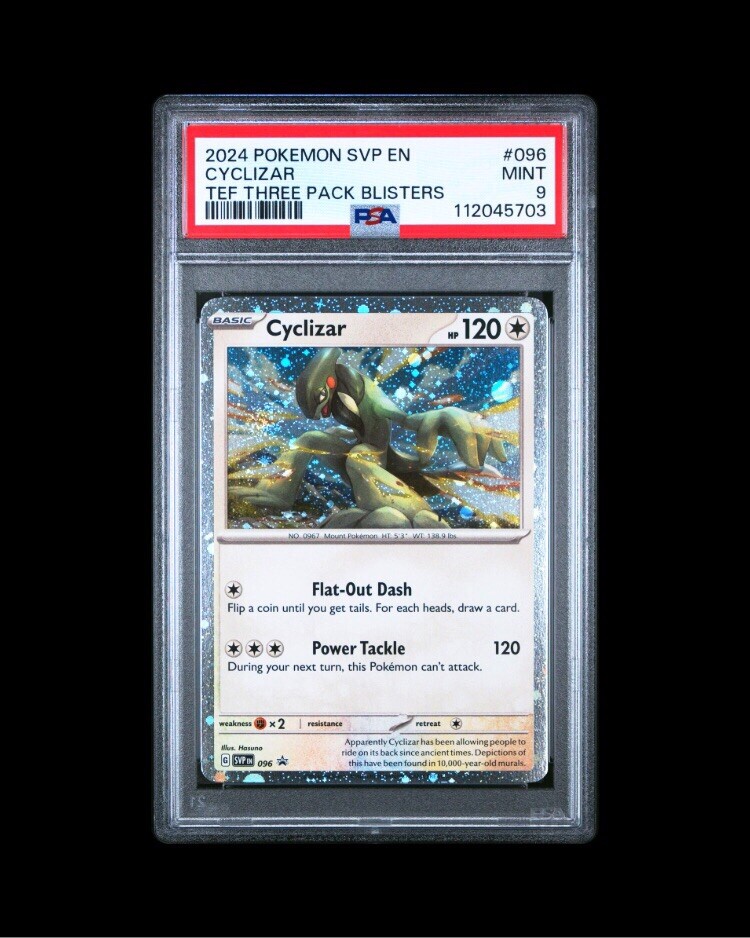 2024 POKEMON SVP EN #096
CYCLIZAR MINT
TEF THREE PACK BLISTERS 9
PSA 112045703
BASIC Cyclizar HP 120
NO. 0967 Mount Pokémon HT: 5'3" WT: 138.9 lbs
Flat-Out Dash
Flip a coin until you get tails. For each heads, draw a card.
Power Tackle 120
During your next turn, this Pokémon can't attack.
weakness ×2 resistance retreat
Illus. Hasuno
G SVP EN 096
Apparently Cyclizar has been allowing people to
ride on its back since ancient times. Depictions of
this have been found in 10,000-year-old murals.
PSA